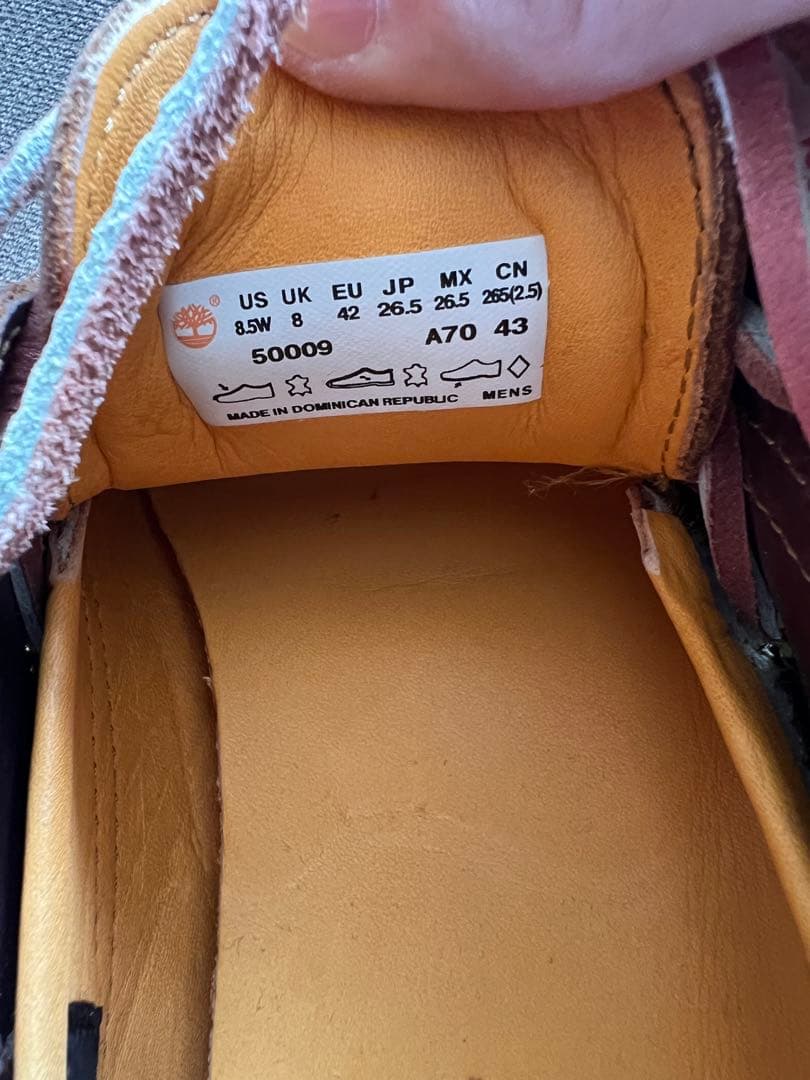 US UK EU JP MX CN
8.5W 8 42 26.5 26.5 265(2.5)
50009 A70 43
MADE IN DOMINICAN REPUBLIC MENS
®